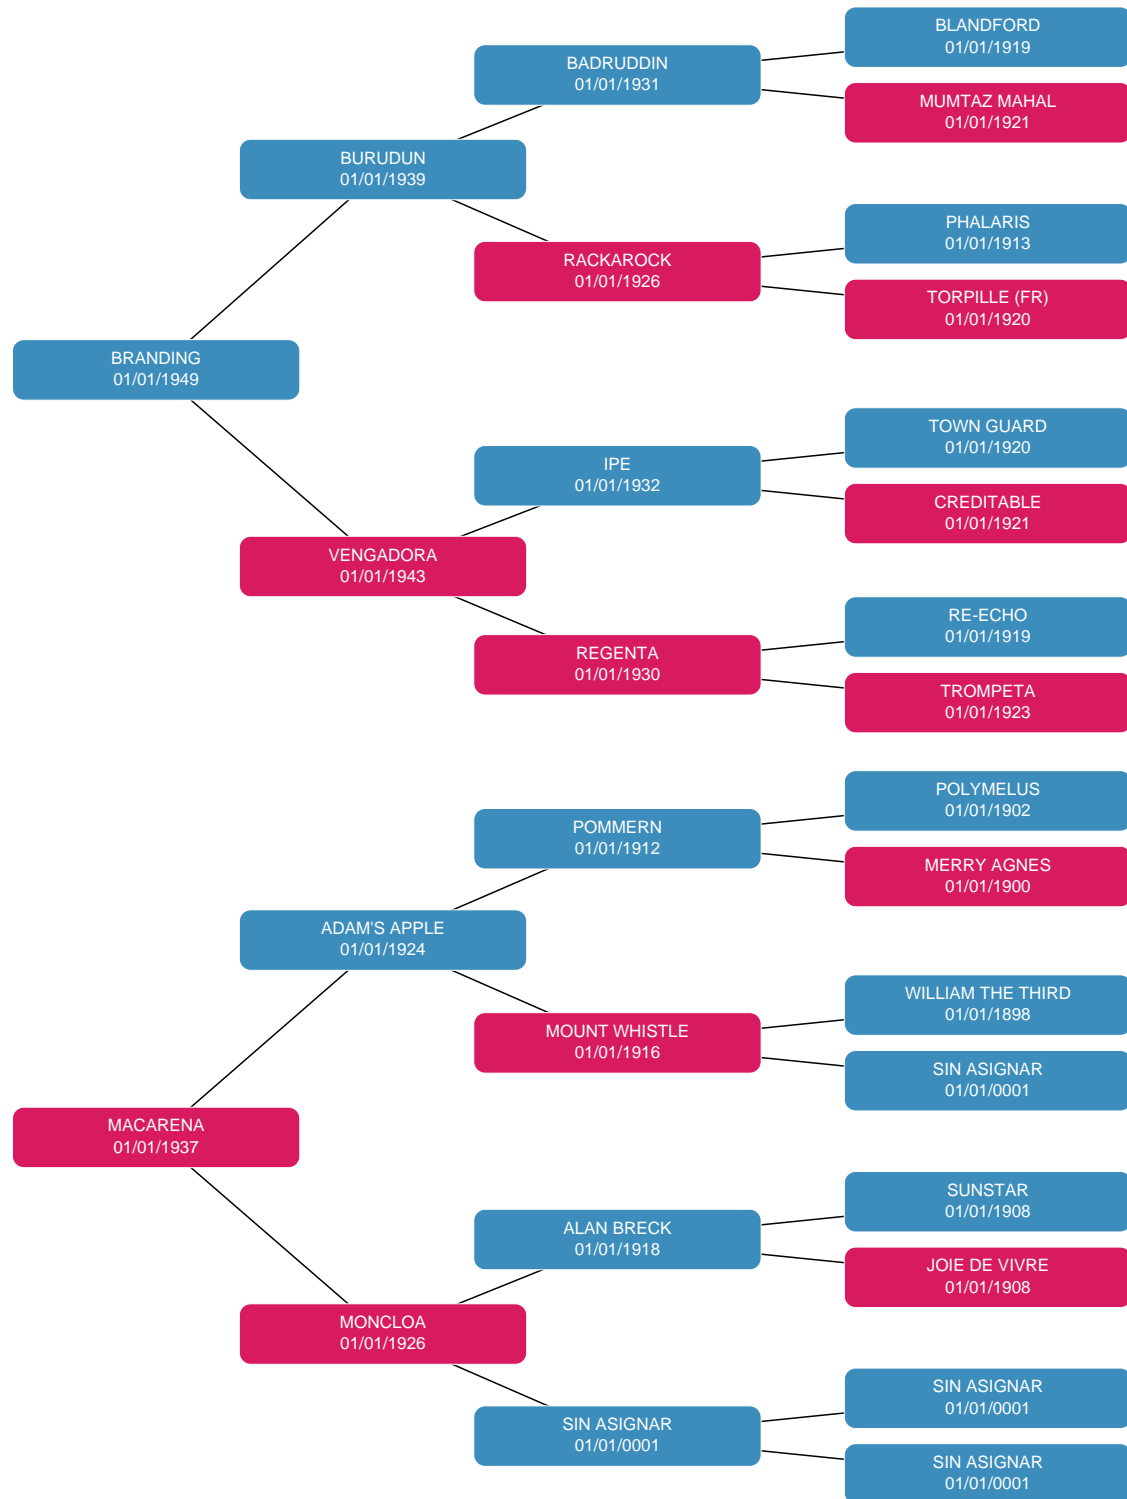 BLANDFORD
01/01/1919
BADRUDDIN
01/01/1931
MUMTAZ MAHAL
01/01/1921
BURUDUN
01/01/1939
PHALARIS
01/01/1913
RACKAROCK
01/01/1926
TORPILLE (FR)
01/01/1920
BRANDING
01/01/1949
TOWN GUARD
01/01/1920
IPE
01/01/1932
CREDITABLE
01/01/1921
VENGADORA
01/01/1943
RE-ECHO
01/01/1919
REGENTA
01/01/1930
TROMPETA
01/01/1923
POLYMELUS
01/01/1902
POMMERN
01/01/1912
MERRY AGNES
01/01/1900
ADAM'S APPLE
01/01/1924
WILLIAM THE THIRD
01/01/1898
MOUNT WHISTLE
01/01/1916
SIN ASIGNAR
01/01/0001
MACARENA
01/01/1937
SUNSTAR
01/01/1908
ALAN BRECK
01/01/1918
JOIE DE VIVRE
01/01/1908
MONCLOA
01/01/1926
SIN ASIGNAR
01/01/0001
SIN ASIGNAR
01/01/0001
SIN ASIGNAR
01/01/0001